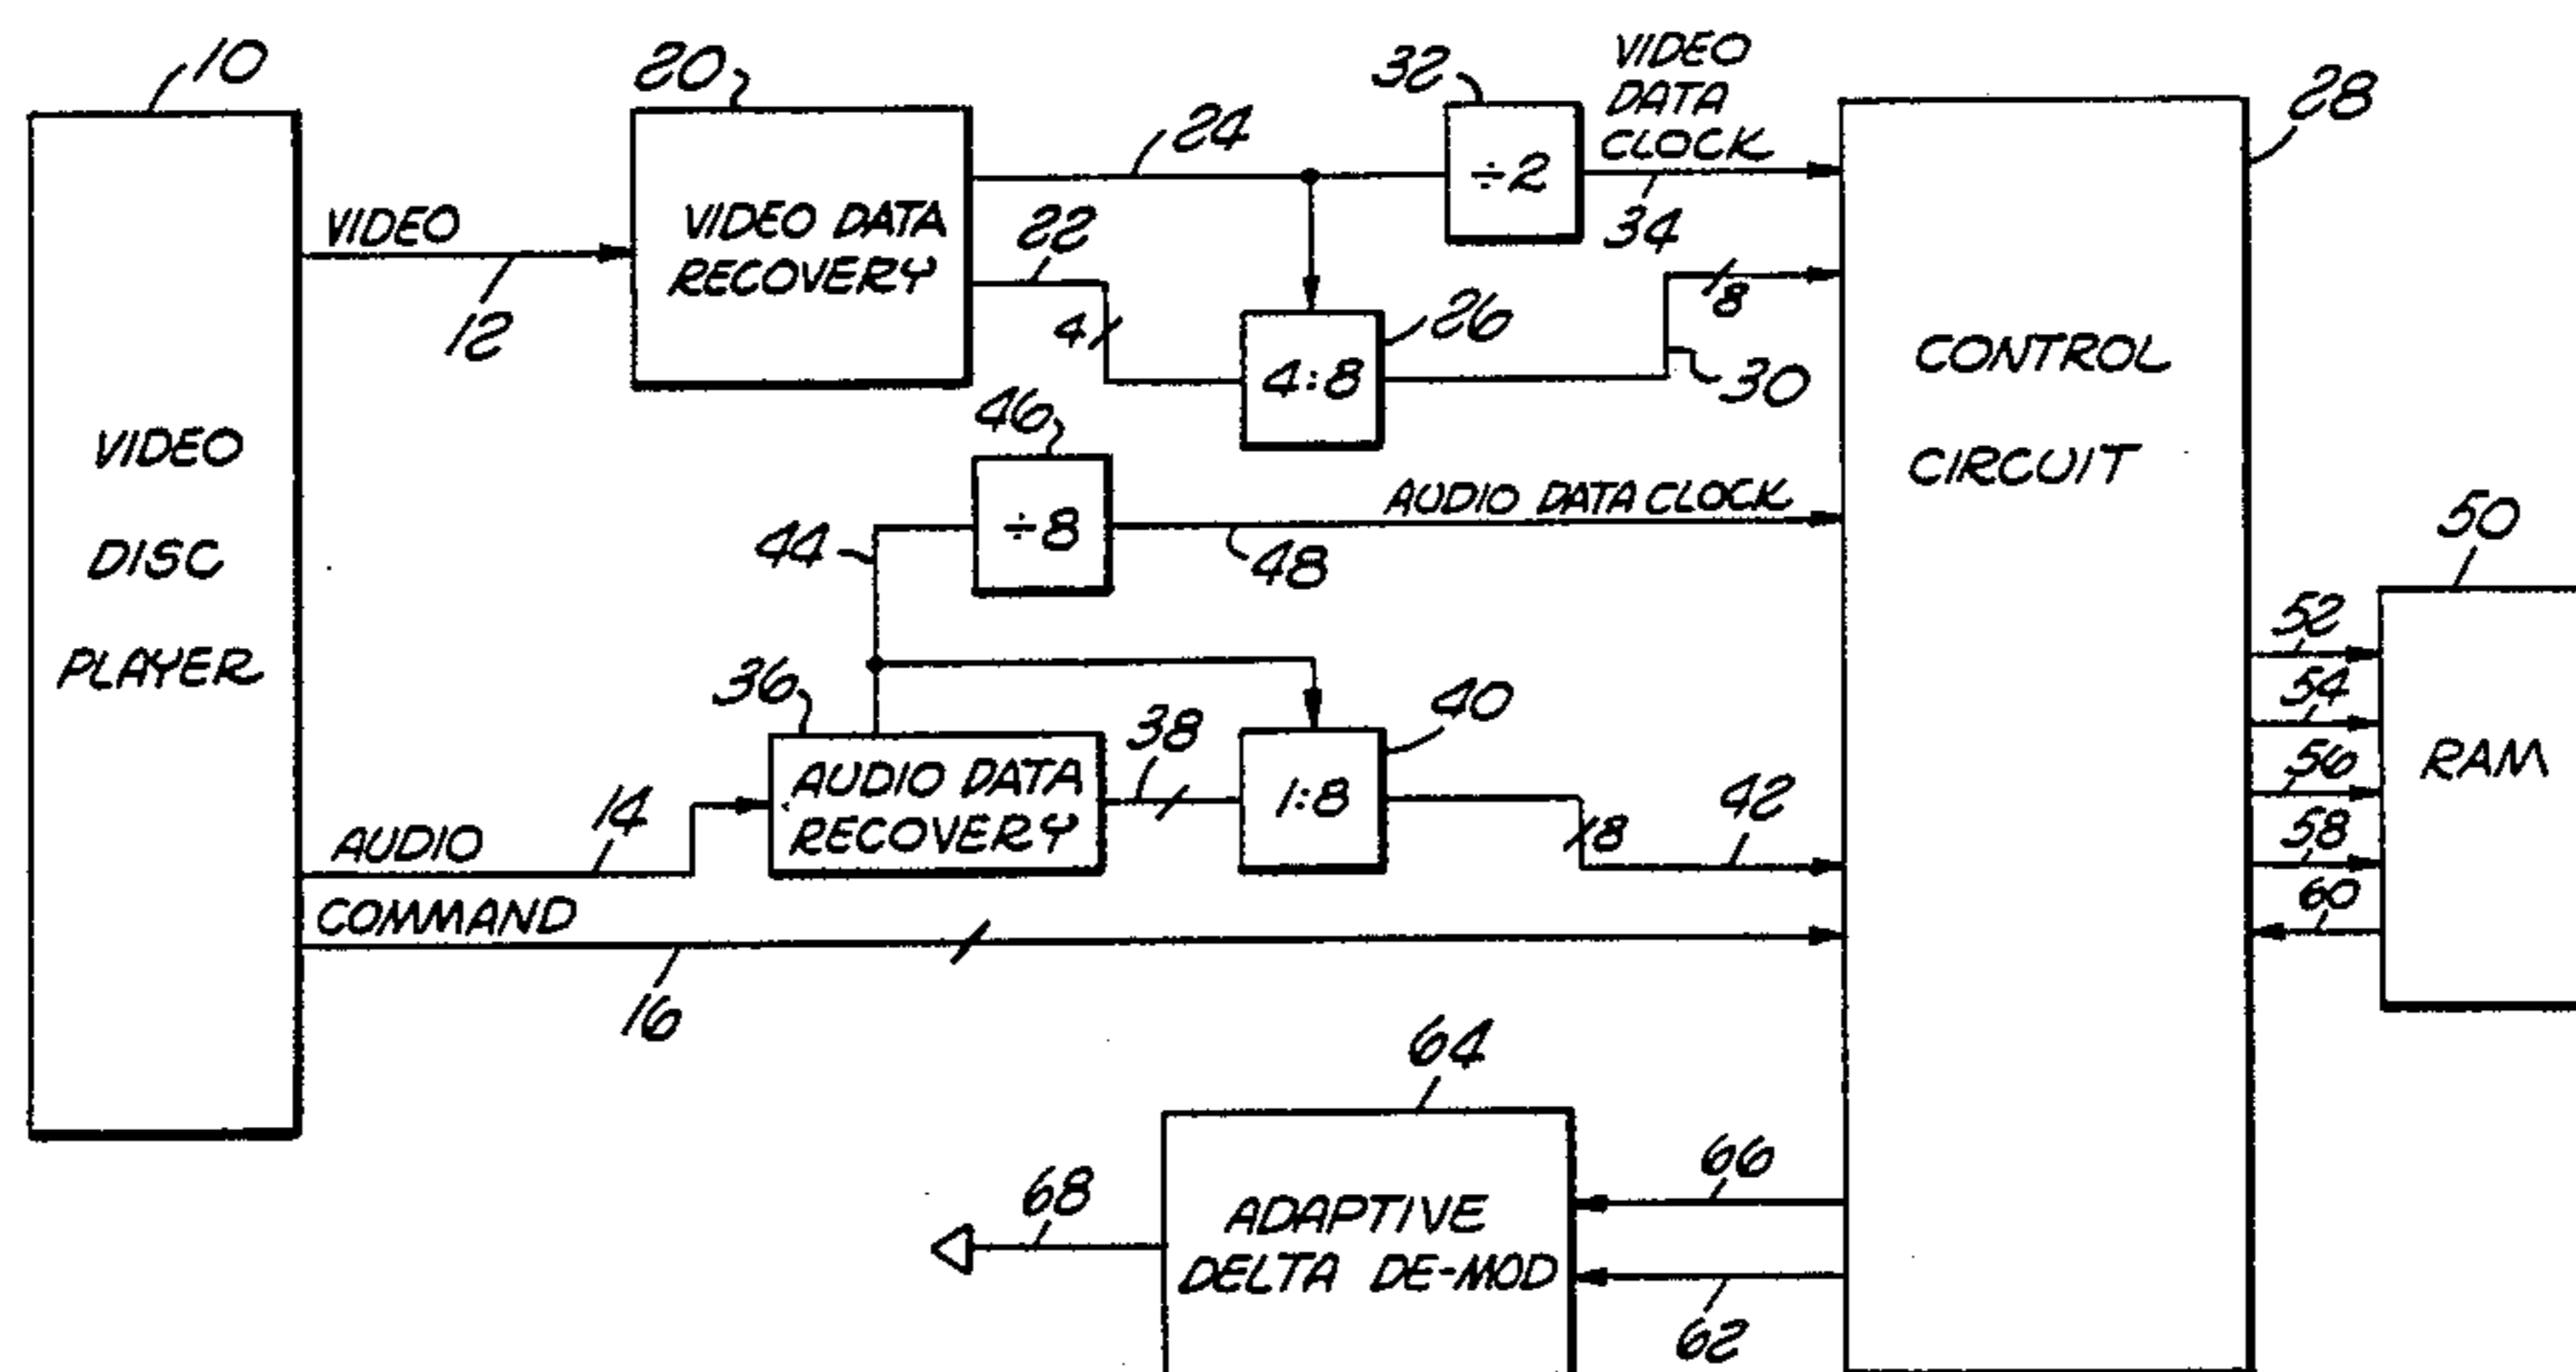 10
VIDEO
DISC
PLAYER
VIDEO
12
20
VIDEO DATA
RECOVERY
24
22
4
32
÷2
VIDEO
DATA
CLOCK
34
26
4:8
8
30
28
CONTROL
CIRCUIT
46
÷8
44
AUDIO DATA CLOCK
48
36
AUDIO DATA
RECOVERY
38
40
1:8
8
42
AUDIO
14
COMMAND
16
50
RAM
52
54
56
58
60
64
ADAPTIVE
DELTA DE-MOD
66
62
68